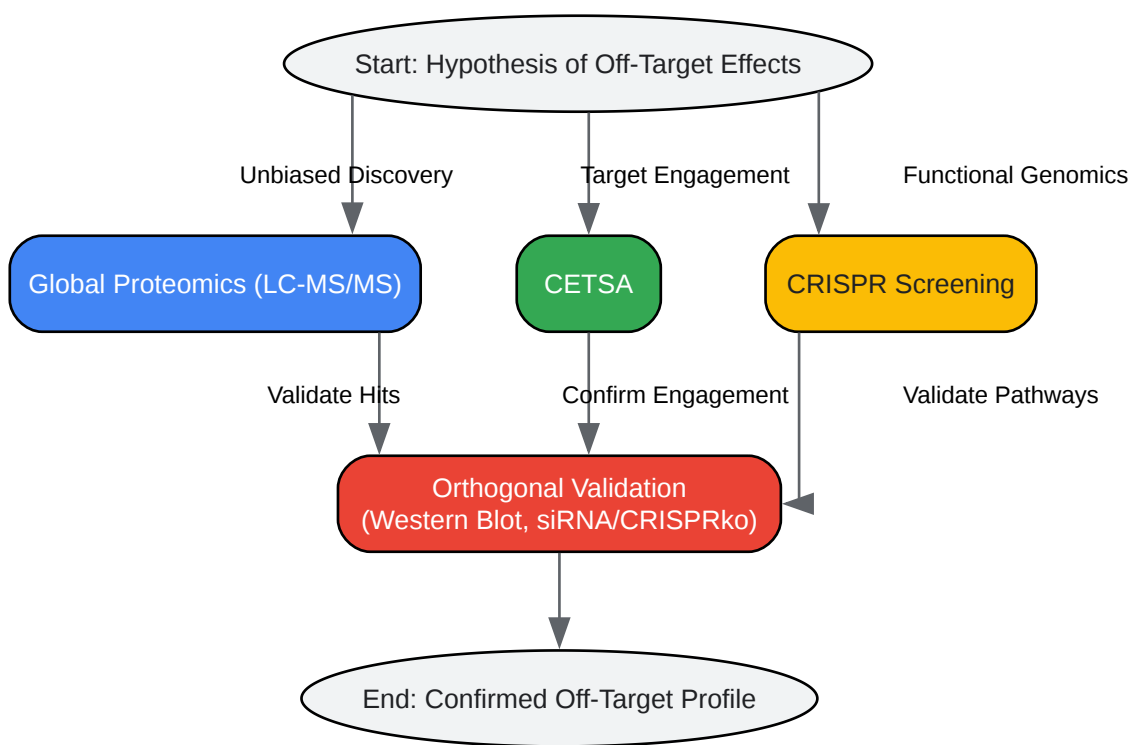 Start: Hypothesis of Off-Target Effects
Unbiased Discovery
Target Engagement
Functional Genomics
Global Proteomics (LC-MS/MS)
CETSA
CRISPR Screening
Validate Hits
Confirm Engagement
Validate Pathways
Orthogonal Validation
(Western Blot, siRNA/CRISPRko)
End: Confirmed Off-Target Profile